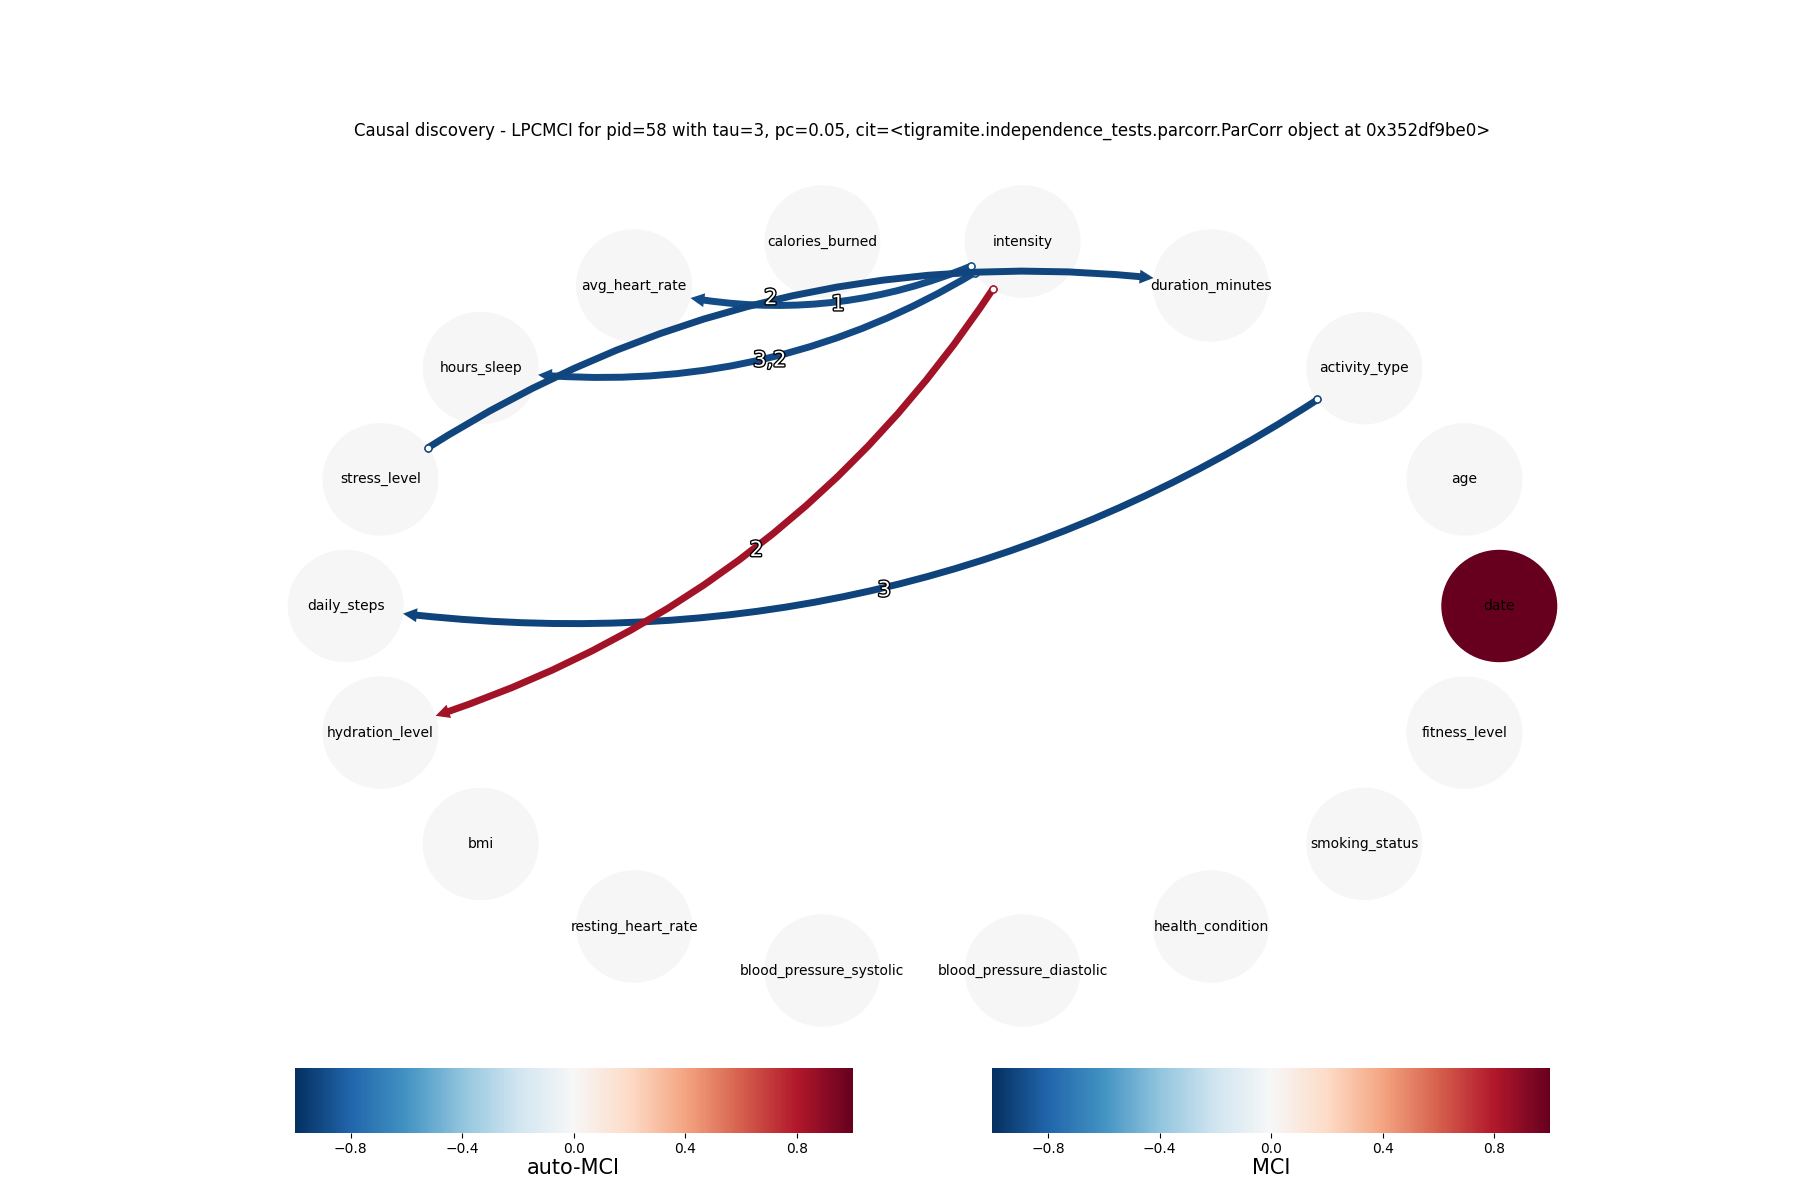 Causal discovery - LPCMCI for pid=58 with tau=3, pc=0.05, cit=<tigramite.independence_tests.parcorr.ParCorr object at 0x352df9be0>
calories_burned
intensity
avg_heart_rate
duration_minutes
2
1
3,2
hours_sleep
activity_type
stress_level
age
2
3
daily_steps
date
hydration_level
fitness_level
bmi
smoking_status
resting_heart_rate
health_condition
blood_pressure_systolic
blood_pressure_diastolic
−0.8 −0.4 0.0 0.4 0.8
auto-MCI
−0.8 −0.4 0.0 0.4 0.8
MCI